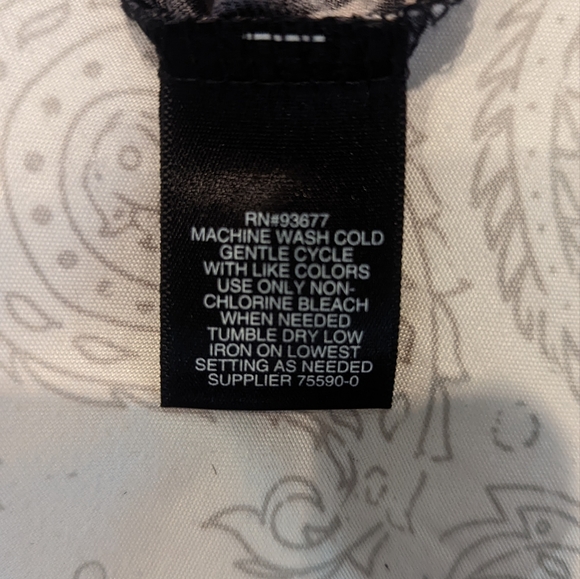 RN#93677
MACHINE WASH COLD
GENTLE CYCLE
WITH LIKE COLORS
USE ONLY NON-
CHLORINE BLEACH
WHEN NEEDED
TUMBLE DRY LOW
IRON ON LOWEST
SETTING AS NEEDED
SUPPLIER 75590-0